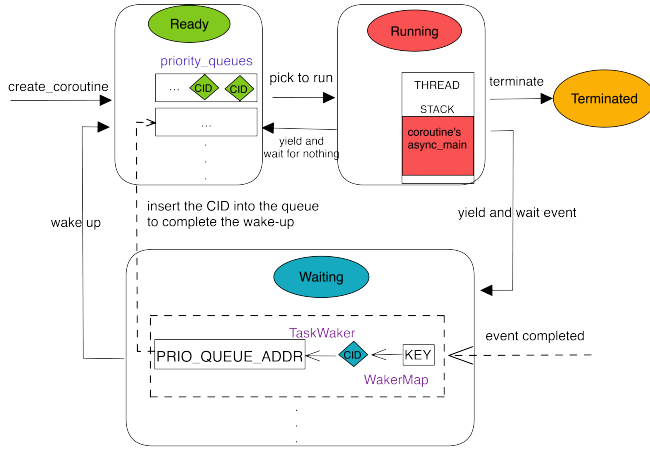 Ready
Running
priority_queues
create_coroutine
... CID CID
pick to run
THREAD
terminate
Terminated
STACK
...
coroutine's
async_main
yield and
wait for nothing
insert the CID into the queue
to complete the wake-up
wake up
yield and wait event
Waiting
TaskWaker
event completed
PRIO_QUEUE_ADDR
CID
KEY
WakerMap